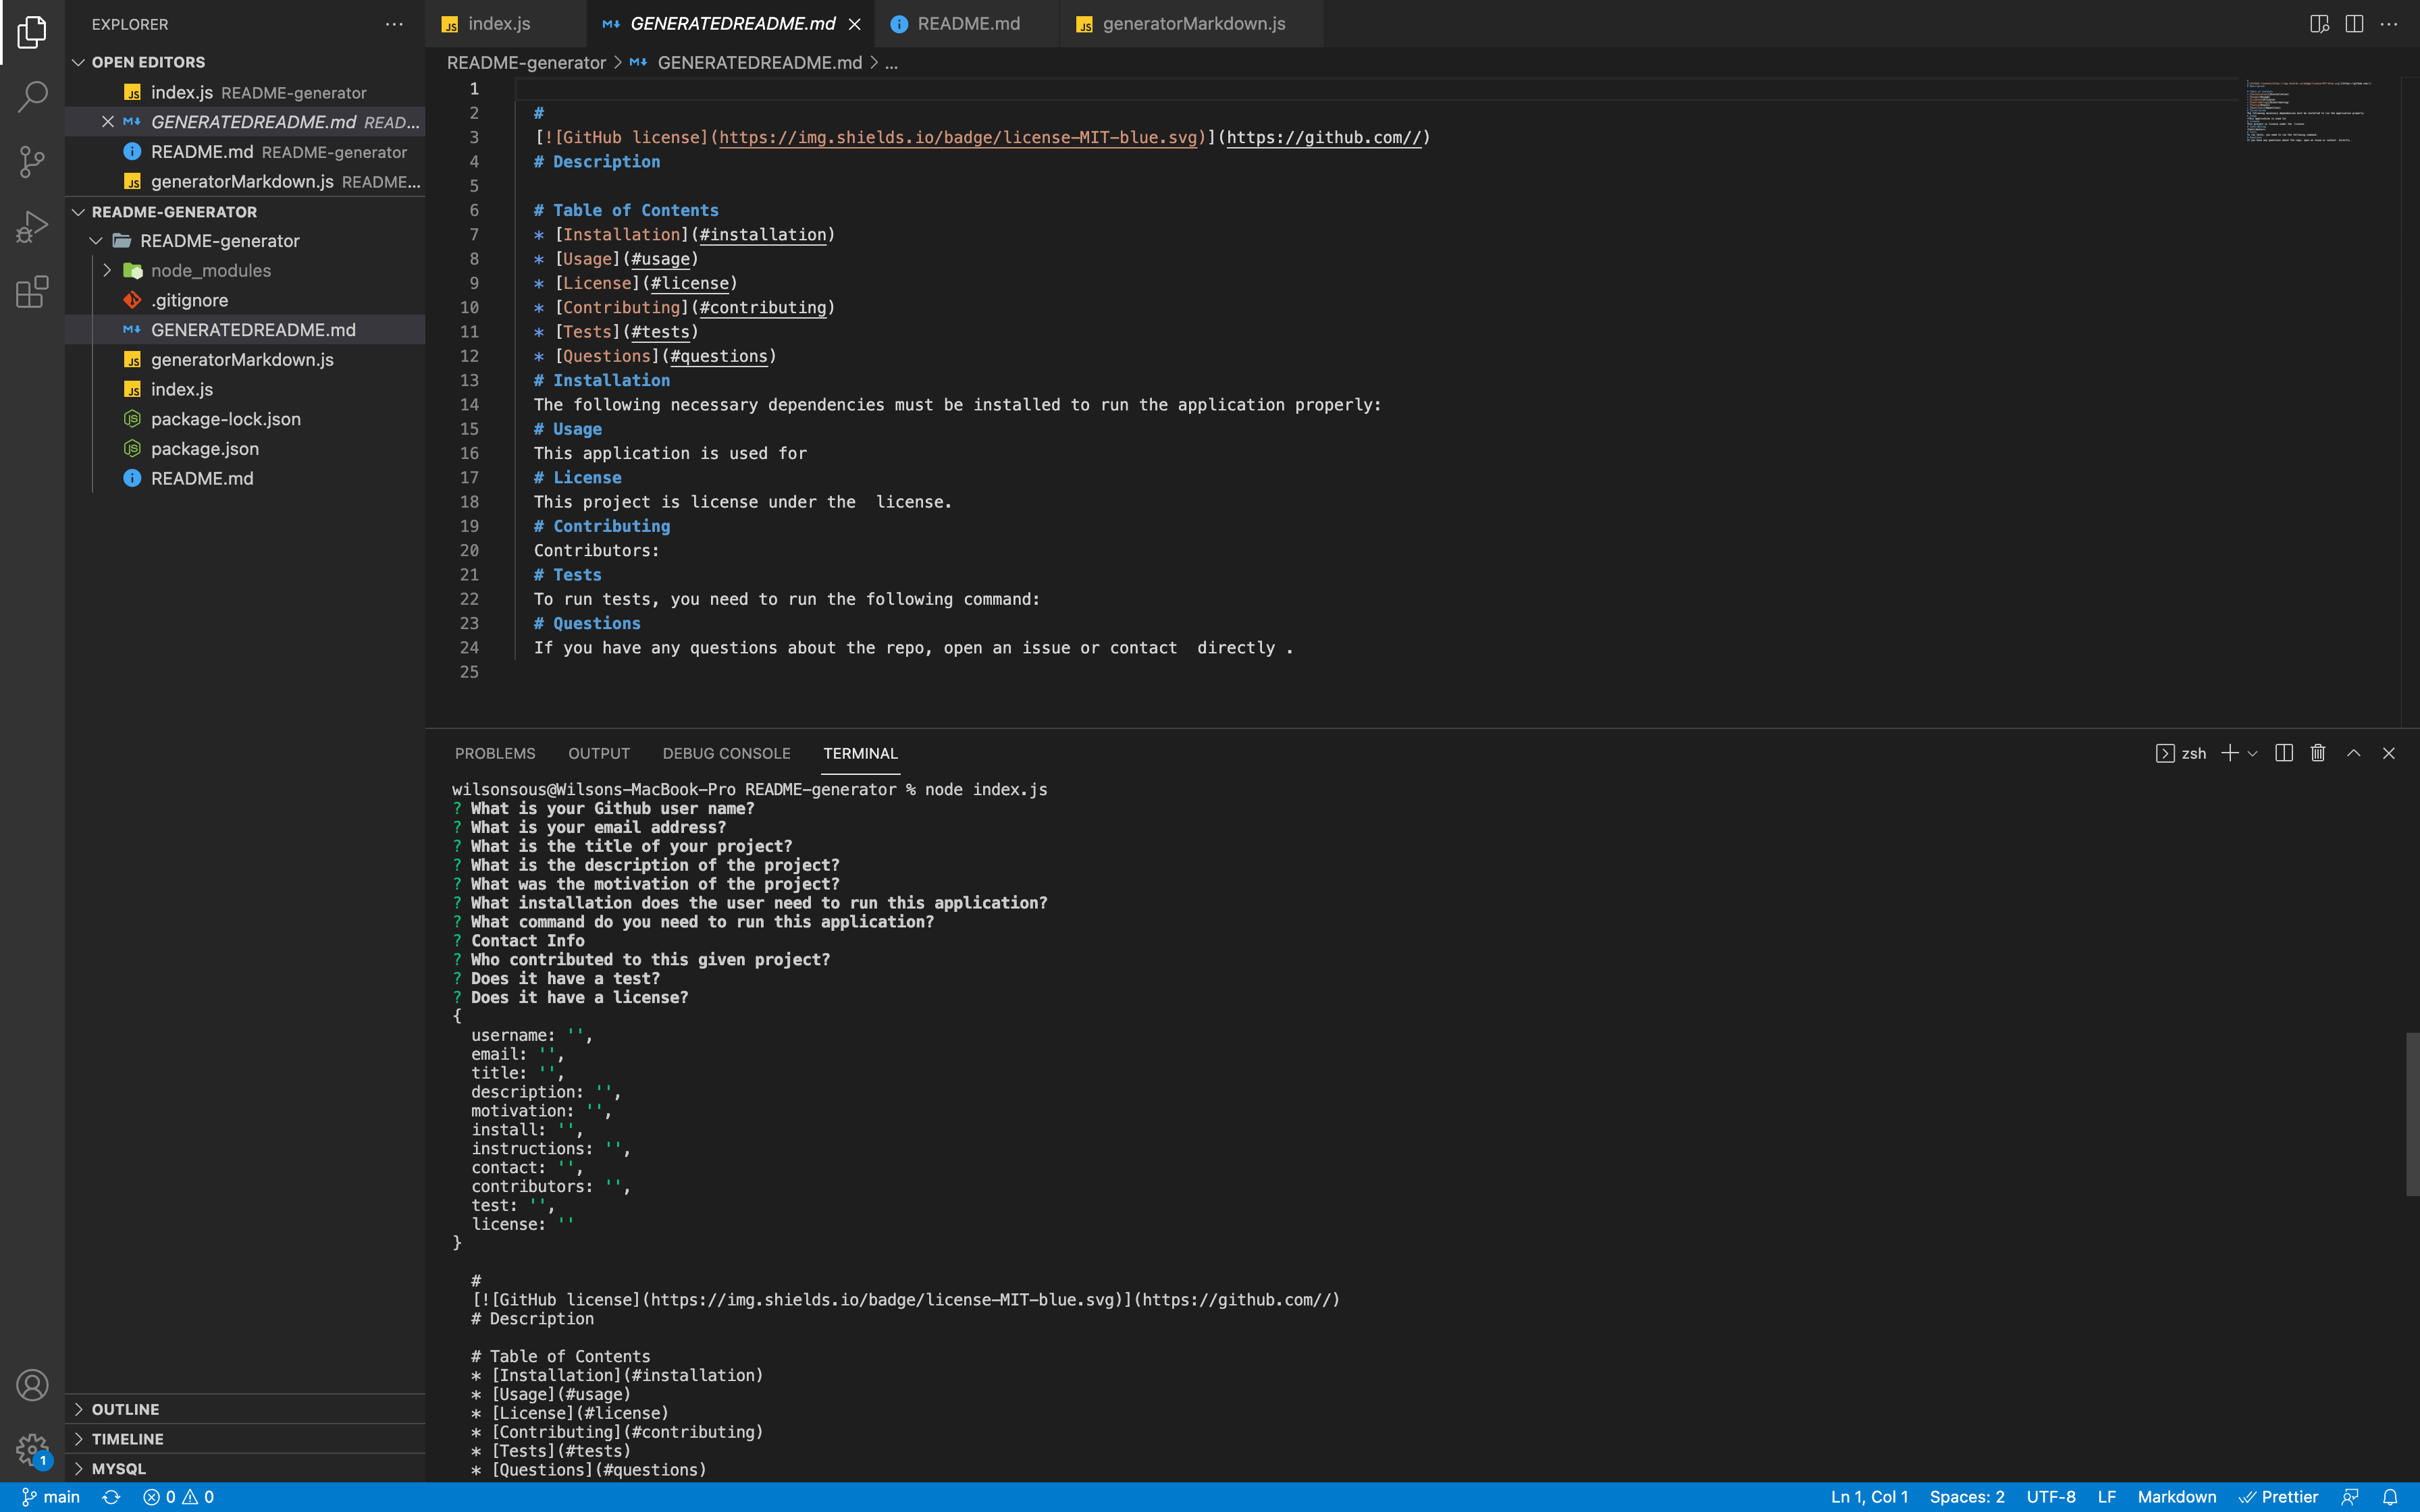 EXPLORER
OPEN EDITORS
index.js README-generator
GENERATEDREADME.md READ...
README.md README-generator
generatorMarkdown.js README...
README-GENERATOR
README-generator
node_modules
.gitignore
GENERATEDREADME.md
generatorMarkdown.js
index.js
package-lock.json
package.json
README.md
OUTLINE
TIMELINE
MYSQL
index.js
GENERATEDREADME.md
README.md
generatorMarkdown.js
README-generator > GENERATEDREADME.md > ...
1
2 #
3 [![GitHub license](https://img.shields.io/badge/license-MIT-blue.svg)](https://github.com//)
4 # Description
5
6 # Table of Contents
7 * [Installation](#installation)
8 * [Usage](#usage)
9 * [License](#license)
10 * [Contributing](#contributing)
11 * [Tests](#tests)
12 * [Questions](#questions)
13 # Installation
14 The following necessary dependencies must be installed to run the application properly:
15 # Usage
16 This application is used for
17 # License
18 This project is license under the  license.
19 # Contributing
20 Contributors:
21 # Tests
22 To run tests, you need to run the following command:
23 # Questions
24 If you have any questions about the repo, open an issue or contact  directly .
25
PROBLEMS OUTPUT DEBUG CONSOLE TERMINAL
zsh
wilsonsous@Wilsons-MacBook-Pro README-generator % node index.js
? What is your Github user name?
? What is your email address?
? What is the title of your project?
? What is the description of the project?
? What was the motivation of the project?
? What installation does the user need to run this application?
? What command do you need to run this application?
? Contact Info
? Who contributed to this given project?
? Does it have a test?
? Does it have a license?
{
username: '',
email: '',
title: '',
description: '',
motivation: '',
install: '',
instructions: '',
contact: '',
contributors: '',
test: '',
license: ''
}
#
[![GitHub license](https://img.shields.io/badge/license-MIT-blue.svg)](https://github.com//)
# Description
# Table of Contents
* [Installation](#installation)
* [Usage](#usage)
* [License](#license)
* [Contributing](#contributing)
* [Tests](#tests)
* [Questions](#questions)
1
main 0 0
Ln 1, Col 1 Spaces: 2 UTF-8 LF Markdown Prettier